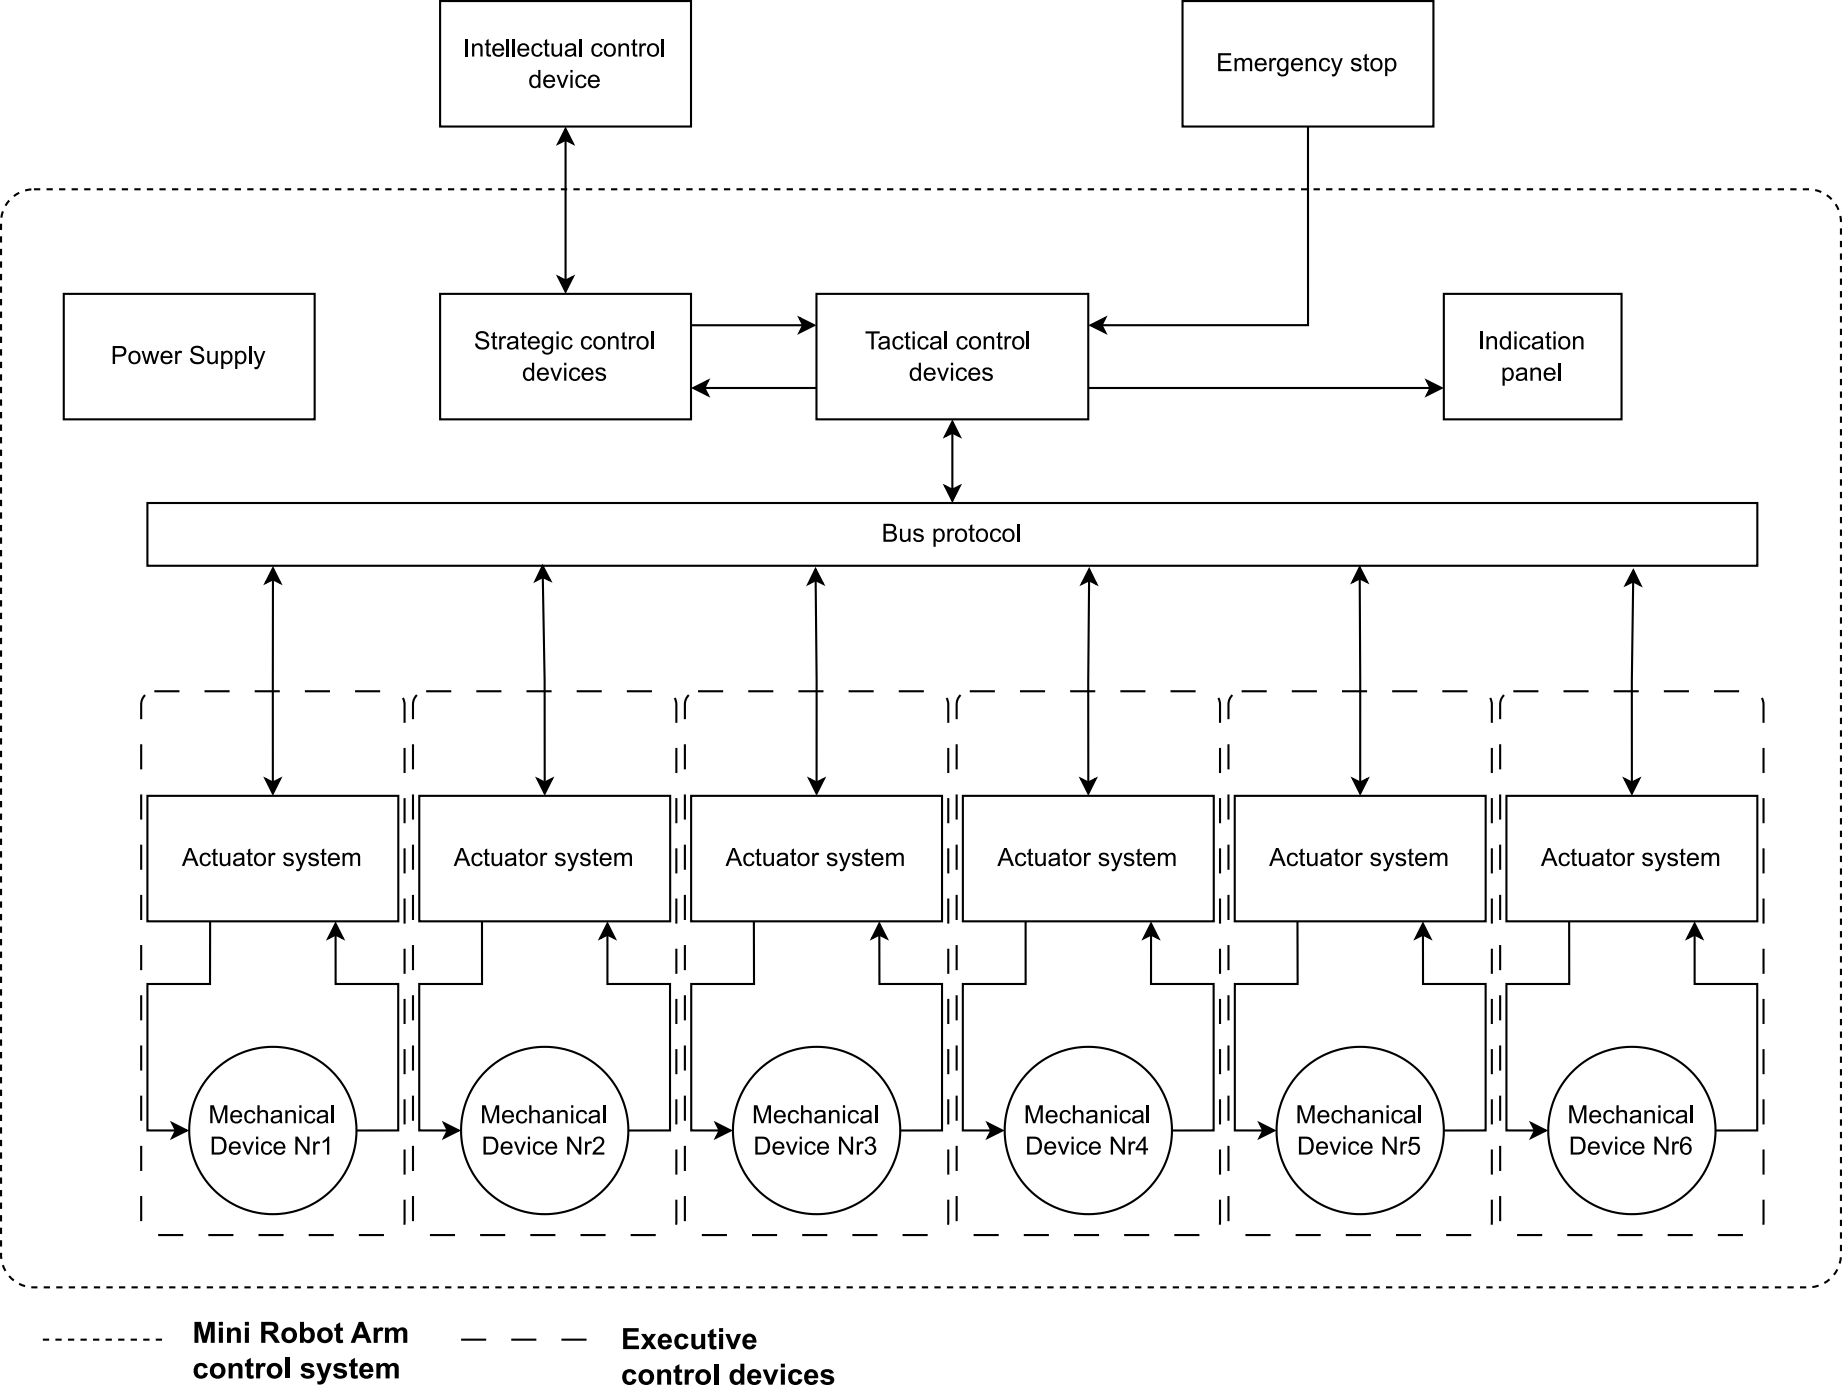 Intellectual control
device
Emergency stop
Power Supply
Strategic control
devices
Tactical control
devices
Indication
panel
Bus protocol
Actuator system
Actuator system
Actuator system
Actuator system
Actuator system
Actuator system
Mechanical
Device Nr1
Mechanical
Device Nr2
Mechanical
Device Nr3
Mechanical
Device Nr4
Mechanical
Device Nr5
Mechanical
Device Nr6
Mini Robot Arm
control system
Executive
control devices